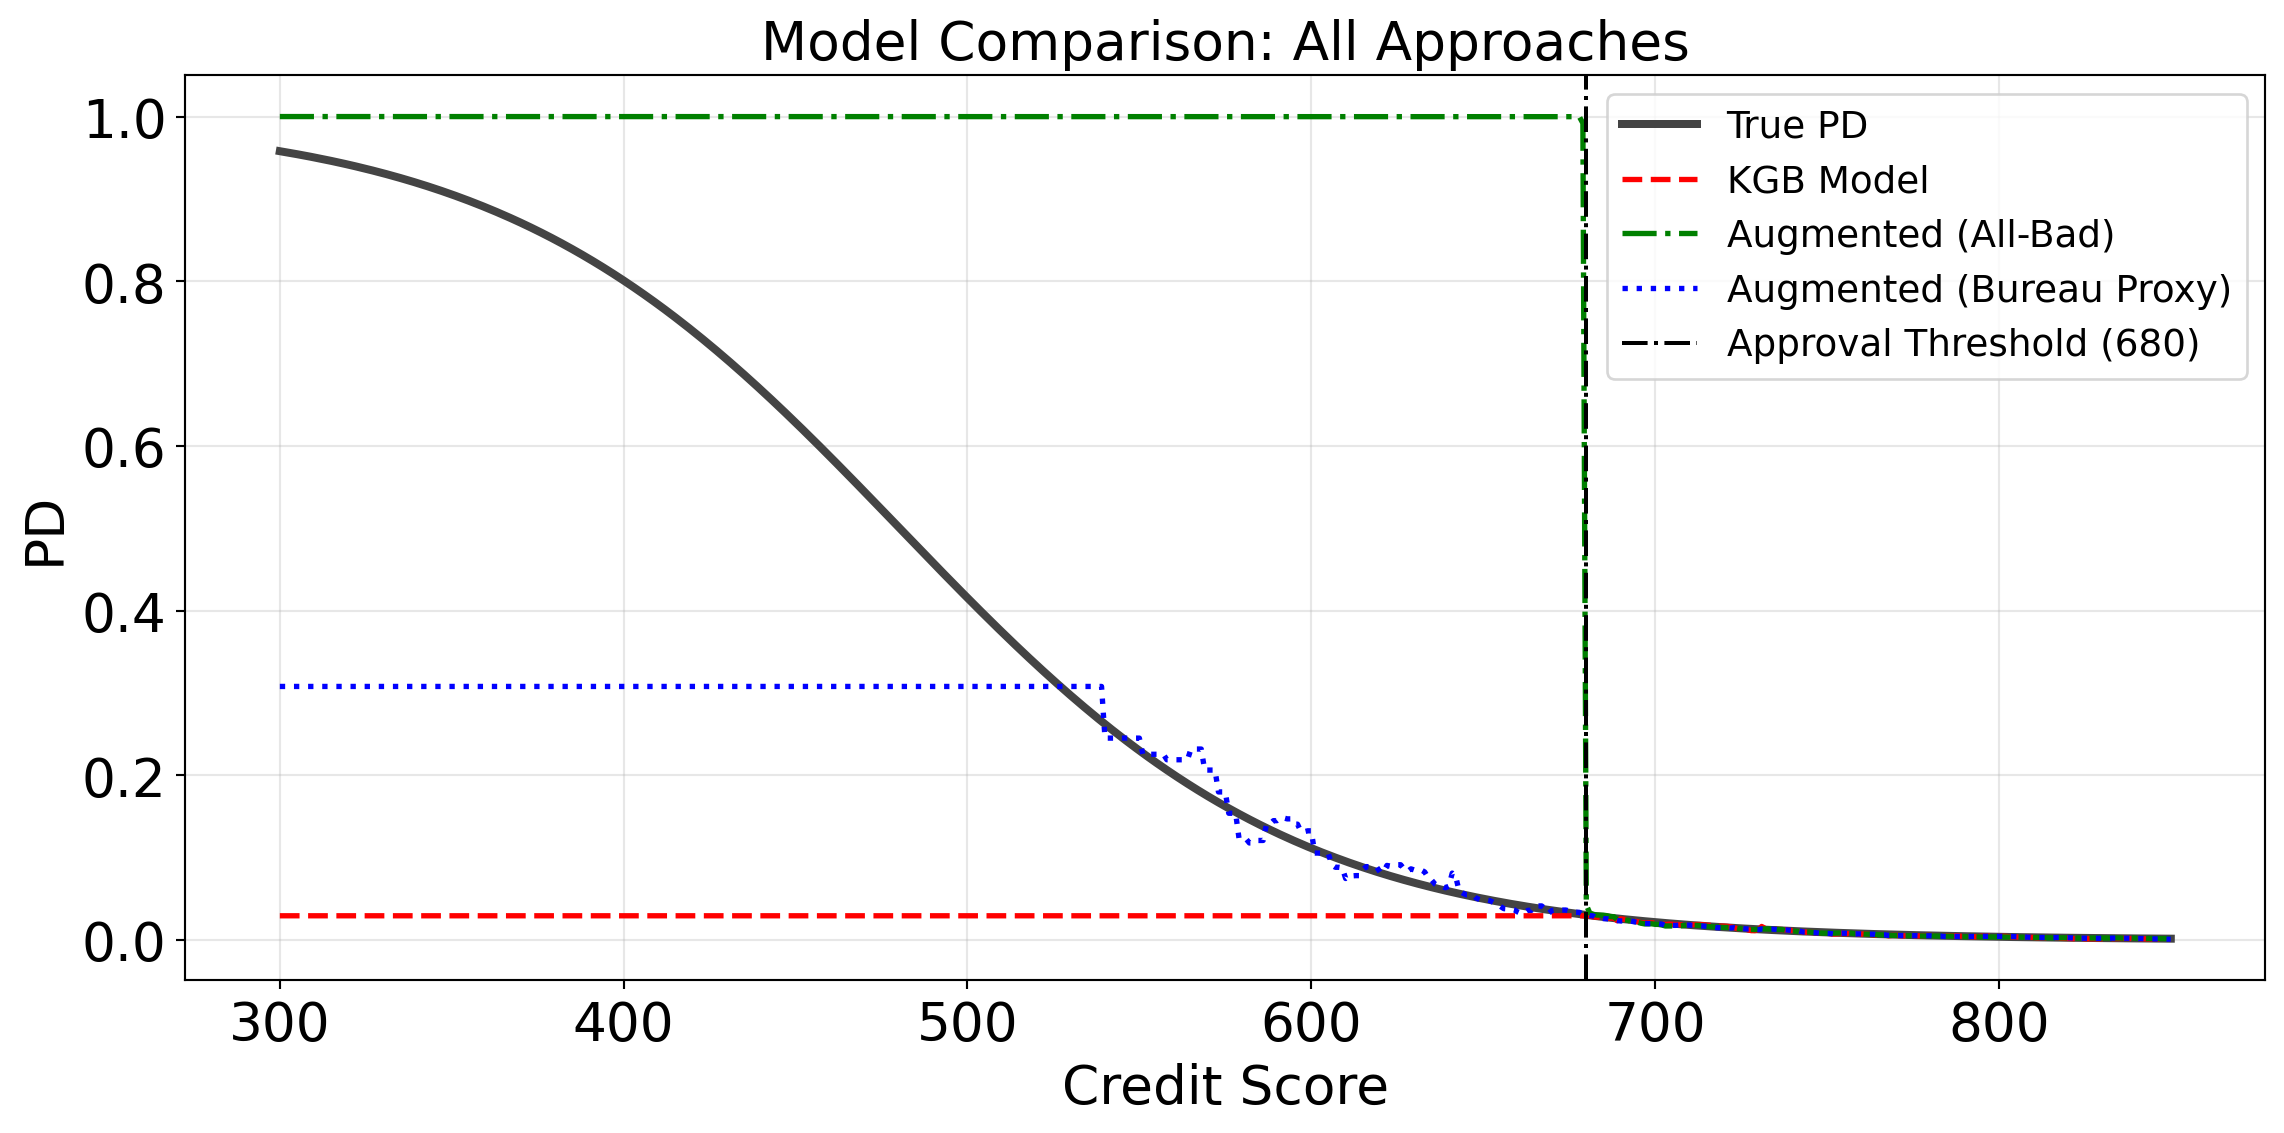 Model Comparison: All Approaches
True PD
KGB Model
Augmented (All-Bad)
Augmented (Bureau Proxy)
Approval Threshold (680)
PD
1.0
0.8
0.6
0.4
0.2
0.0
300 400 500 600 700 800
Credit Score